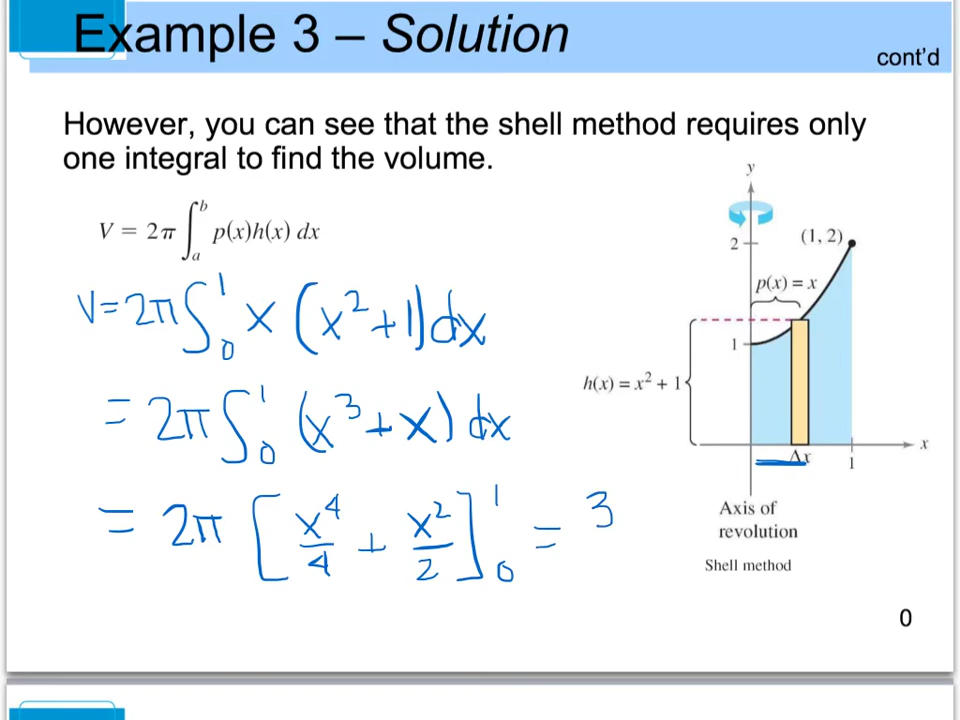 Example 3 – Solution
cont'd
However, you can see that the shell method requires only
one integral to find the volume.
V = 2π ∫_a^b p(x)h(x) dx
V = 2π ∫_0^1 x (x² + 1) dx
= 2π ∫_0^1 (x³ + x) dx
= 2π [x⁴/4 + x²/2]_0^1 = 3
y
2
(1, 2)
p(x) = x
1
h(x) = x² + 1
Δx
1
x
Axis of
revolution
Shell method
0